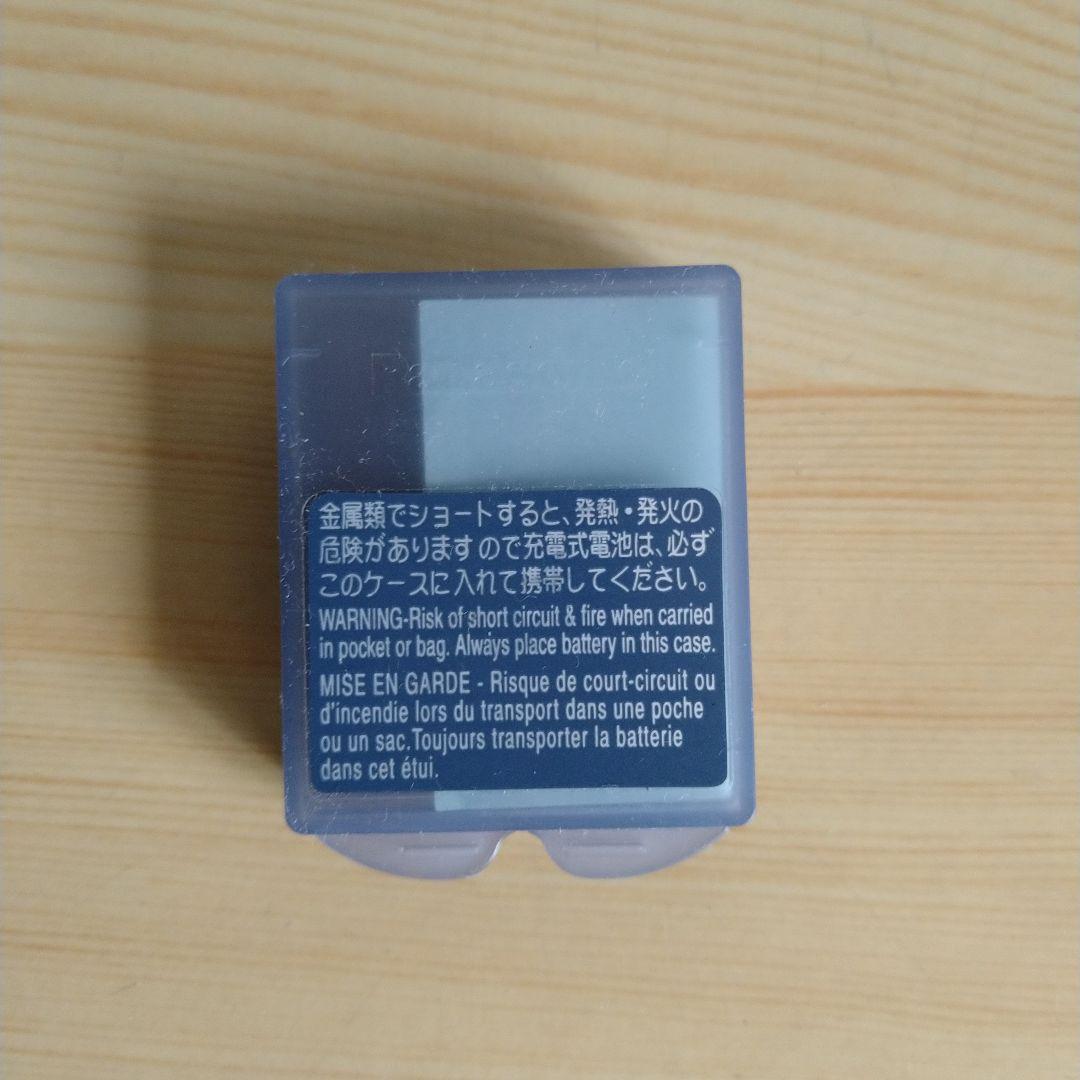 Panasonic
金属類でショートすると、発熱・発火の
危険がありますので充電式電池は、必ず
このケースに入れて携帯してください。
WARNING-Risk of short circuit & fire when carried
in pocket or bag. Always place battery in this case.
MISE EN GARDE - Risque de court-circuit ou
d'incendie lors du transport dans une poche
ou un sac.Toujours transporter la batterie
dans cet étui.